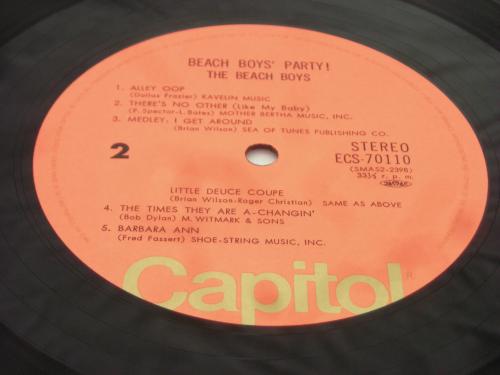 BEACH BOYS' PARTY!
THE BEACH BOYS
1. ALLEY OOP
(Dallas Frazier) KAVELIN MUSIC
2. THERE'S NO OTHER (Like My Baby)
(P. Spector-L. Bates) MOTHER BERTHA MUSIC, INC.
3. MEDLEY: I GET AROUND
(Brian Wilson) SEA OF TUNES PUBLISHING CO.
2
STEREO
ECS-70110
(SMAS2-2398)
33⅓ r. p. m.
LITTLE DEUCE COUPE
(Brian Wilson-Roger Christian) SAME AS ABOVE
4. THE TIMES THEY ARE A-CHANGIN'
(Bob Dylan) M. WITMARK & SONS
5. BARBARA ANN
(Fred Fassert) SHOE-STRING MUSIC, INC.
Capitol®